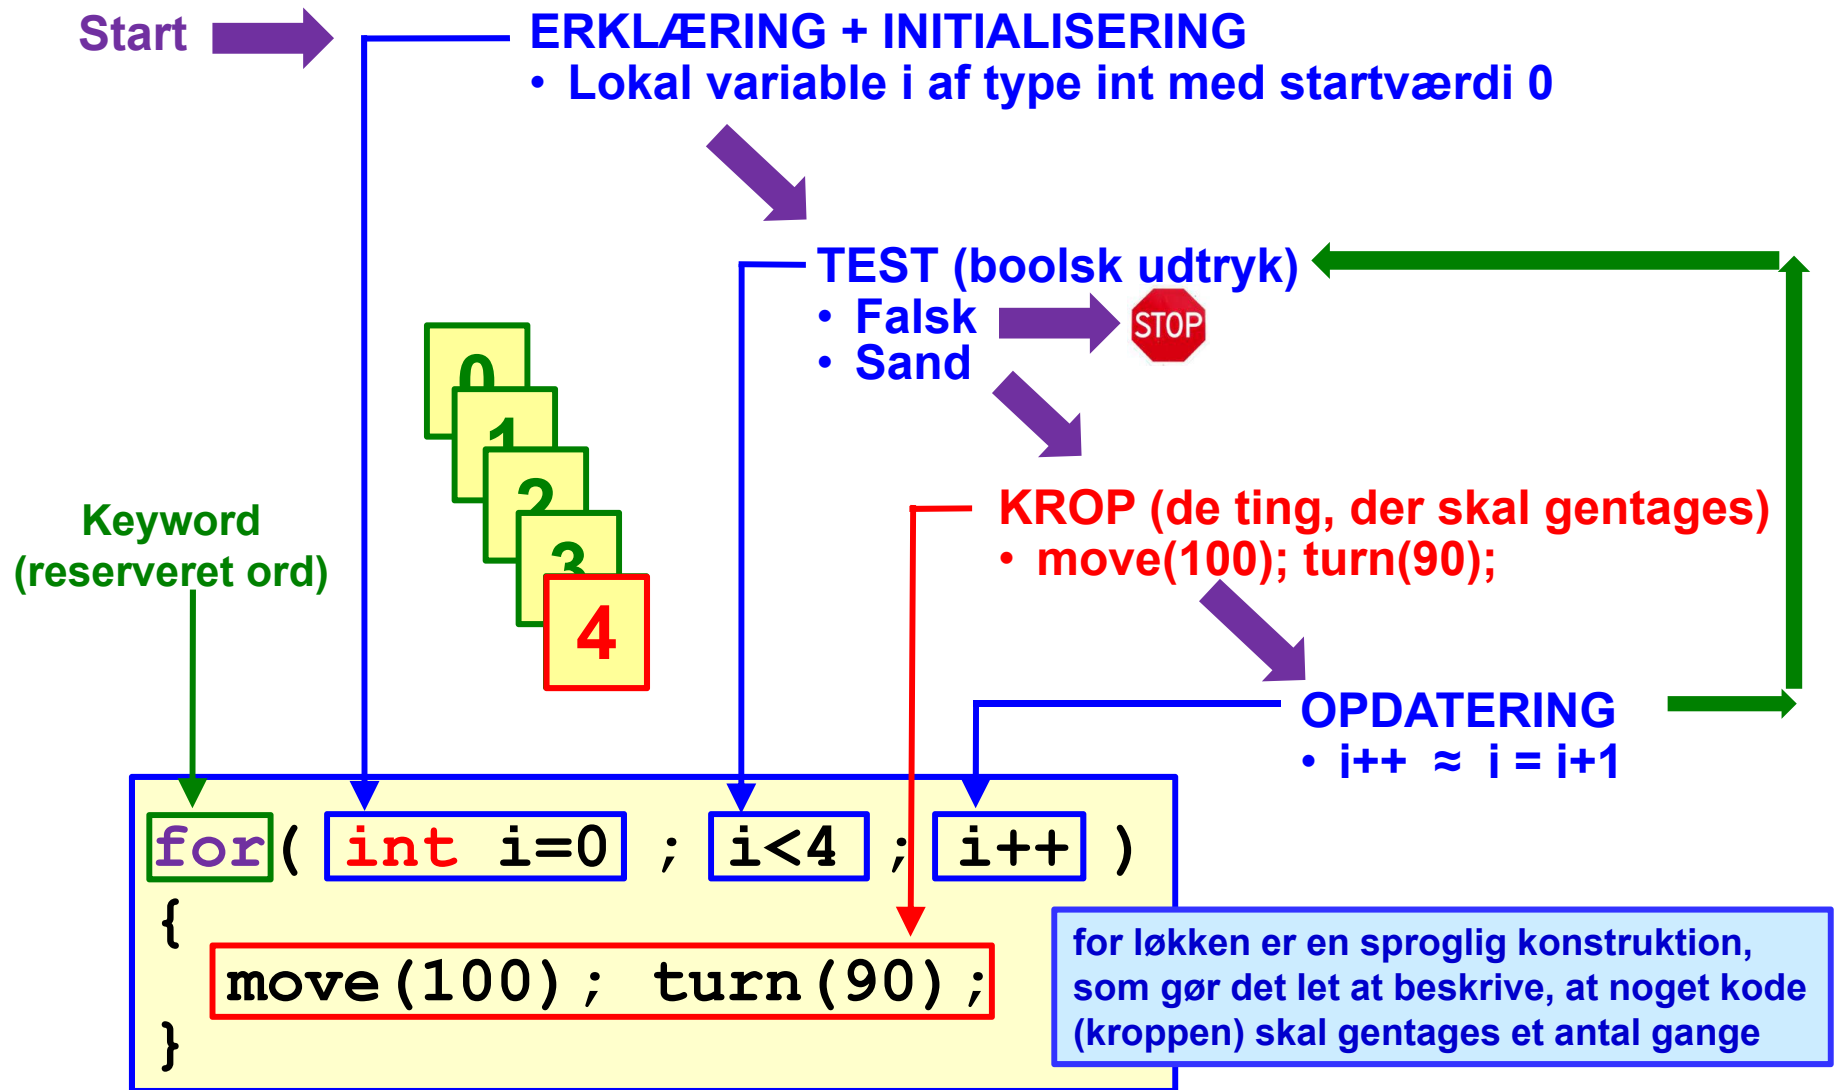 Start
ERKLÆRING + INITIALISERING
• Lokal variable i af type int med startværdi 0
TEST (boolsk udtryk)
• Falsk
STOP
• Sand
0
1
2
3
4
Keyword
(reserveret ord)
KROP (de ting, der skal gentages)
• move(100); turn(90);
OPDATERING
• i++ ≈ i = i+1
for( int i=0 ; i<4 ; i++ )
{
move(100); turn(90);
}
for løkken er en sproglig konstruktion,
som gør det let at beskrive, at noget kode
(kroppen) skal gentages et antal gange